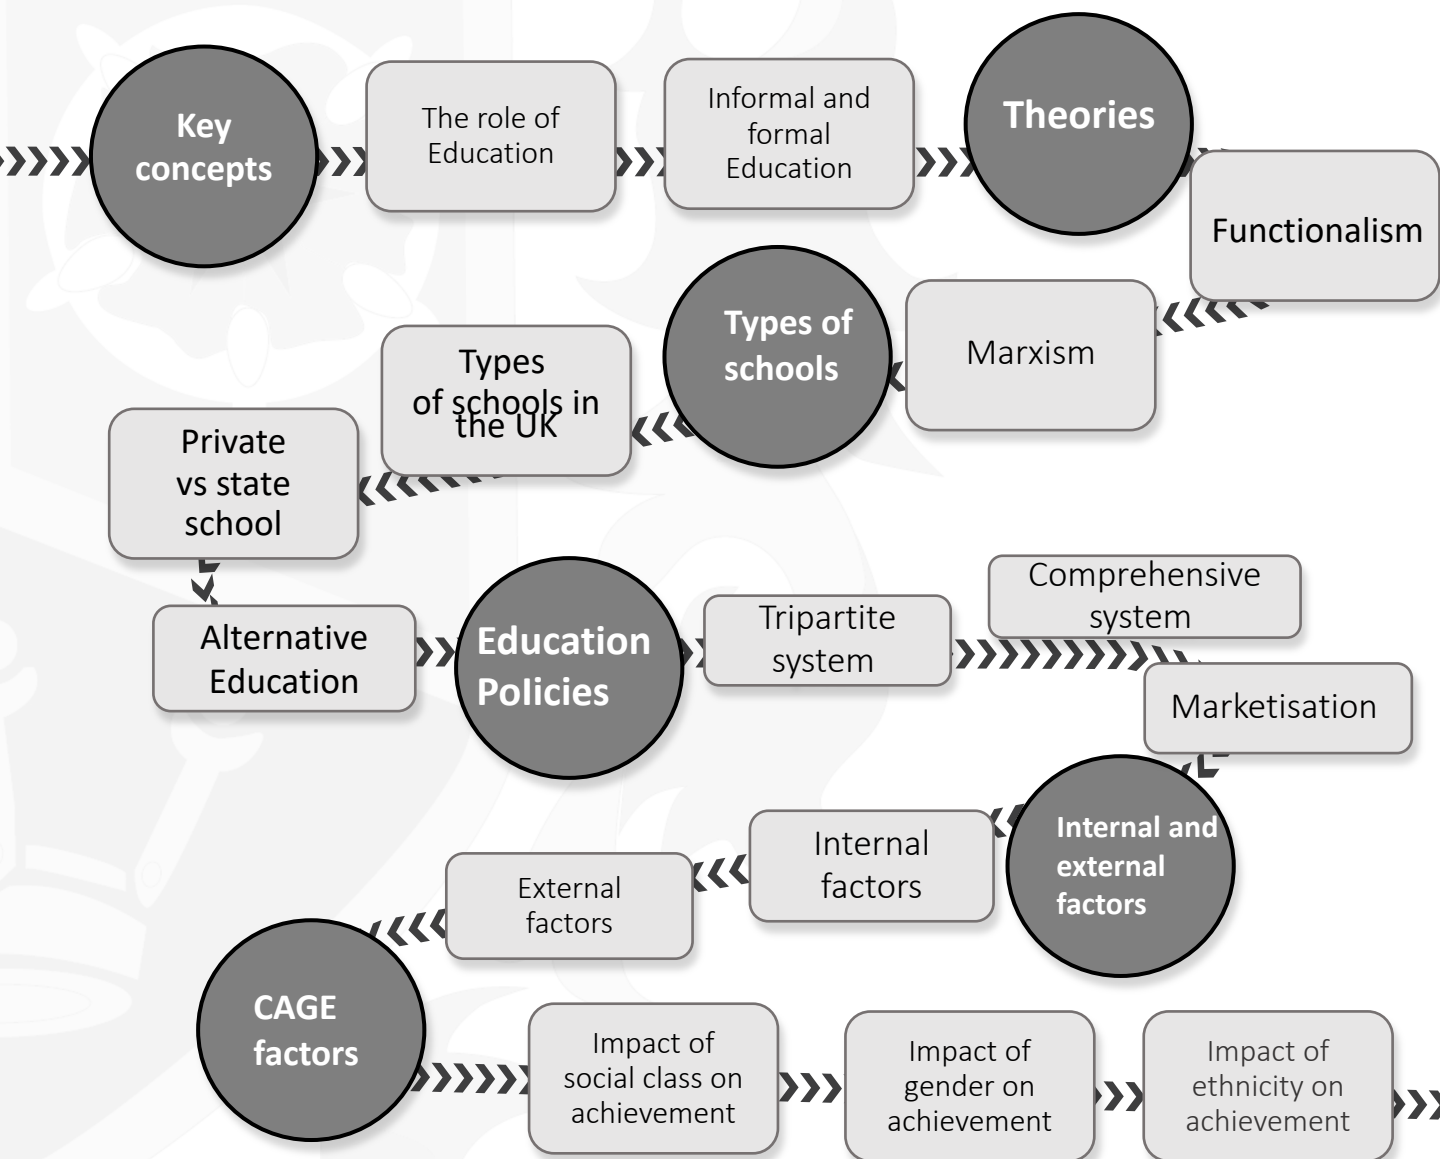 Key
concepts
The role of
Education
Informal and
formal
Education
Theories
Functionalism
Marxism
Types of
schools
Types
of schools in
the UK
Private
vs state
school
Alternative
Education
Education
Policies
Tripartite
system
Comprehensive
system
Marketisation
Internal and
external
factors
Internal
factors
External
factors
CAGE
factors
Impact of
social class on
achievement
Impact of
gender on
achievement
Impact of
ethnicity on
achievement